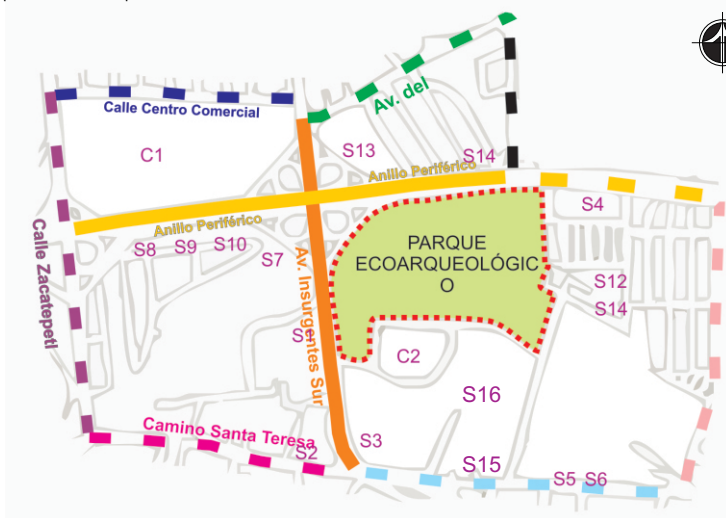 Av. del
Calle Centro Comercial
C1
S13
S14
Anillo Periférico
Anillo Periférico
S4
Calle Zacatepetl
S8
S9
S10
S7
PARQUE
ECOARQUEOLÓGIC
O
S12
S14
Av. Insurgentes Sur
C2
S16
Camino Santa Teresa
S2
S3
S15
S5
S6